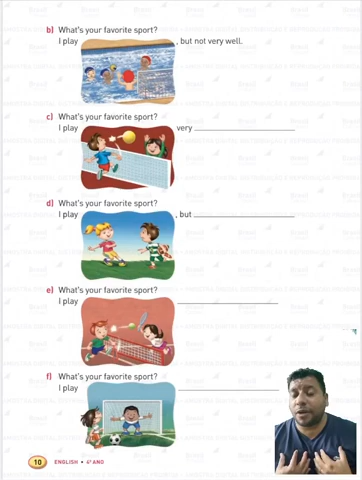 b) What's your favorite sport?
I play , but not very well.
c) What's your favorite sport?
I play very
d) What's your favorite sport?
I play , but
e) What's your favorite sport?
I play
f) What's your favorite sport?
I play
10 ENGLISH • 6º ANO